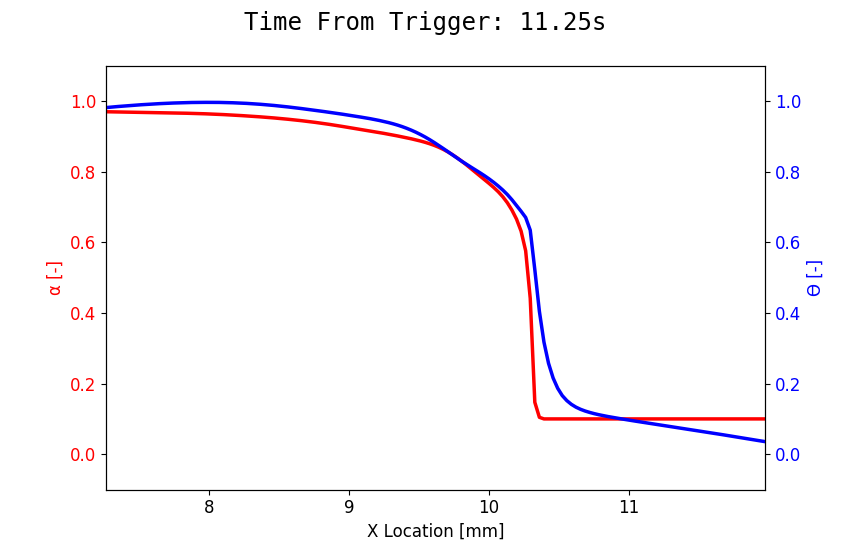 Time From Trigger: 11.25s
1.0 1.0
0.8 0.8
0.6 0.6
α [-] Θ [-]
0.4 0.4
0.2 0.2
0.0 0.0
8 9 10 11
X Location [mm]